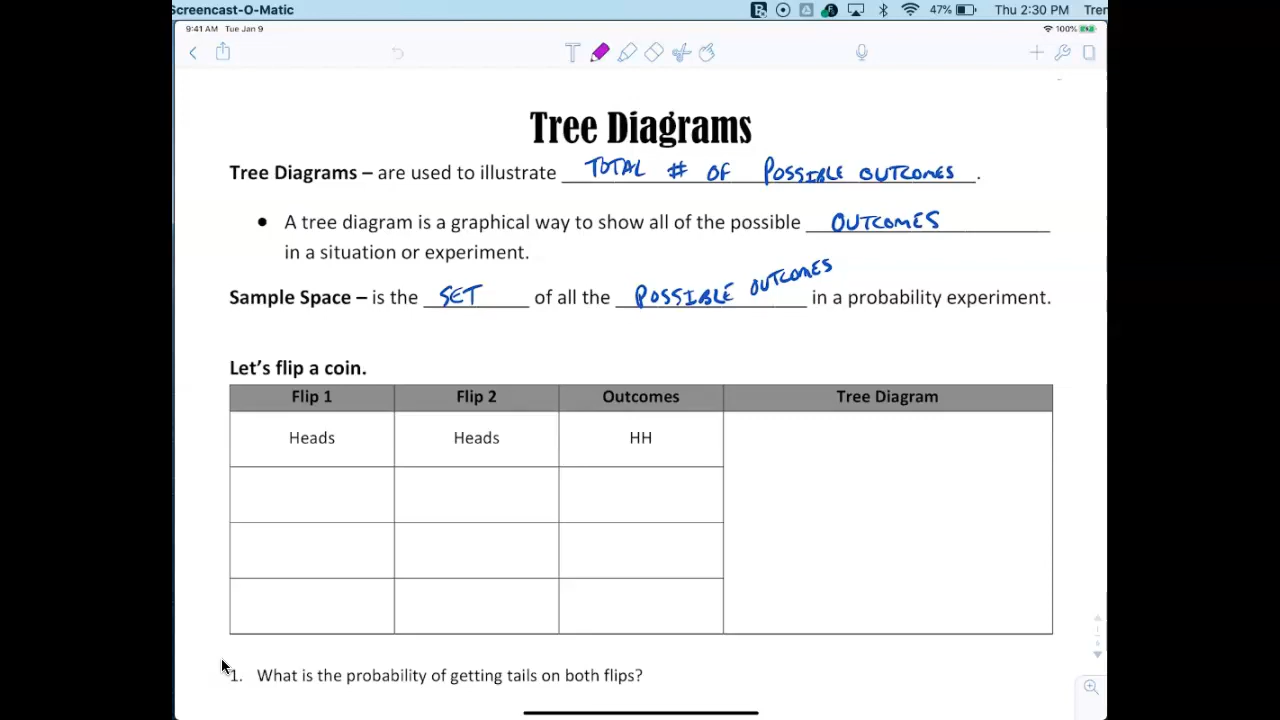 Screencast-O-Matic 47% Thu 2:30 PM Tren
9:41 AM Tue Jan 9 100%
T
Tree Diagrams
Tree Diagrams – are used to illustrate TOTAL # OF POSSIBLE OUTCOMES.
• A tree diagram is a graphical way to show all of the possible OUTCOMES
in a situation or experiment.
Sample Space – is the SET of all the POSSIBLE OUTCOMES in a probability experiment.
Let's flip a coin.
Flip 1 Flip 2 Outcomes Tree Diagram
Heads Heads HH
1. What is the probability of getting tails on both flips?